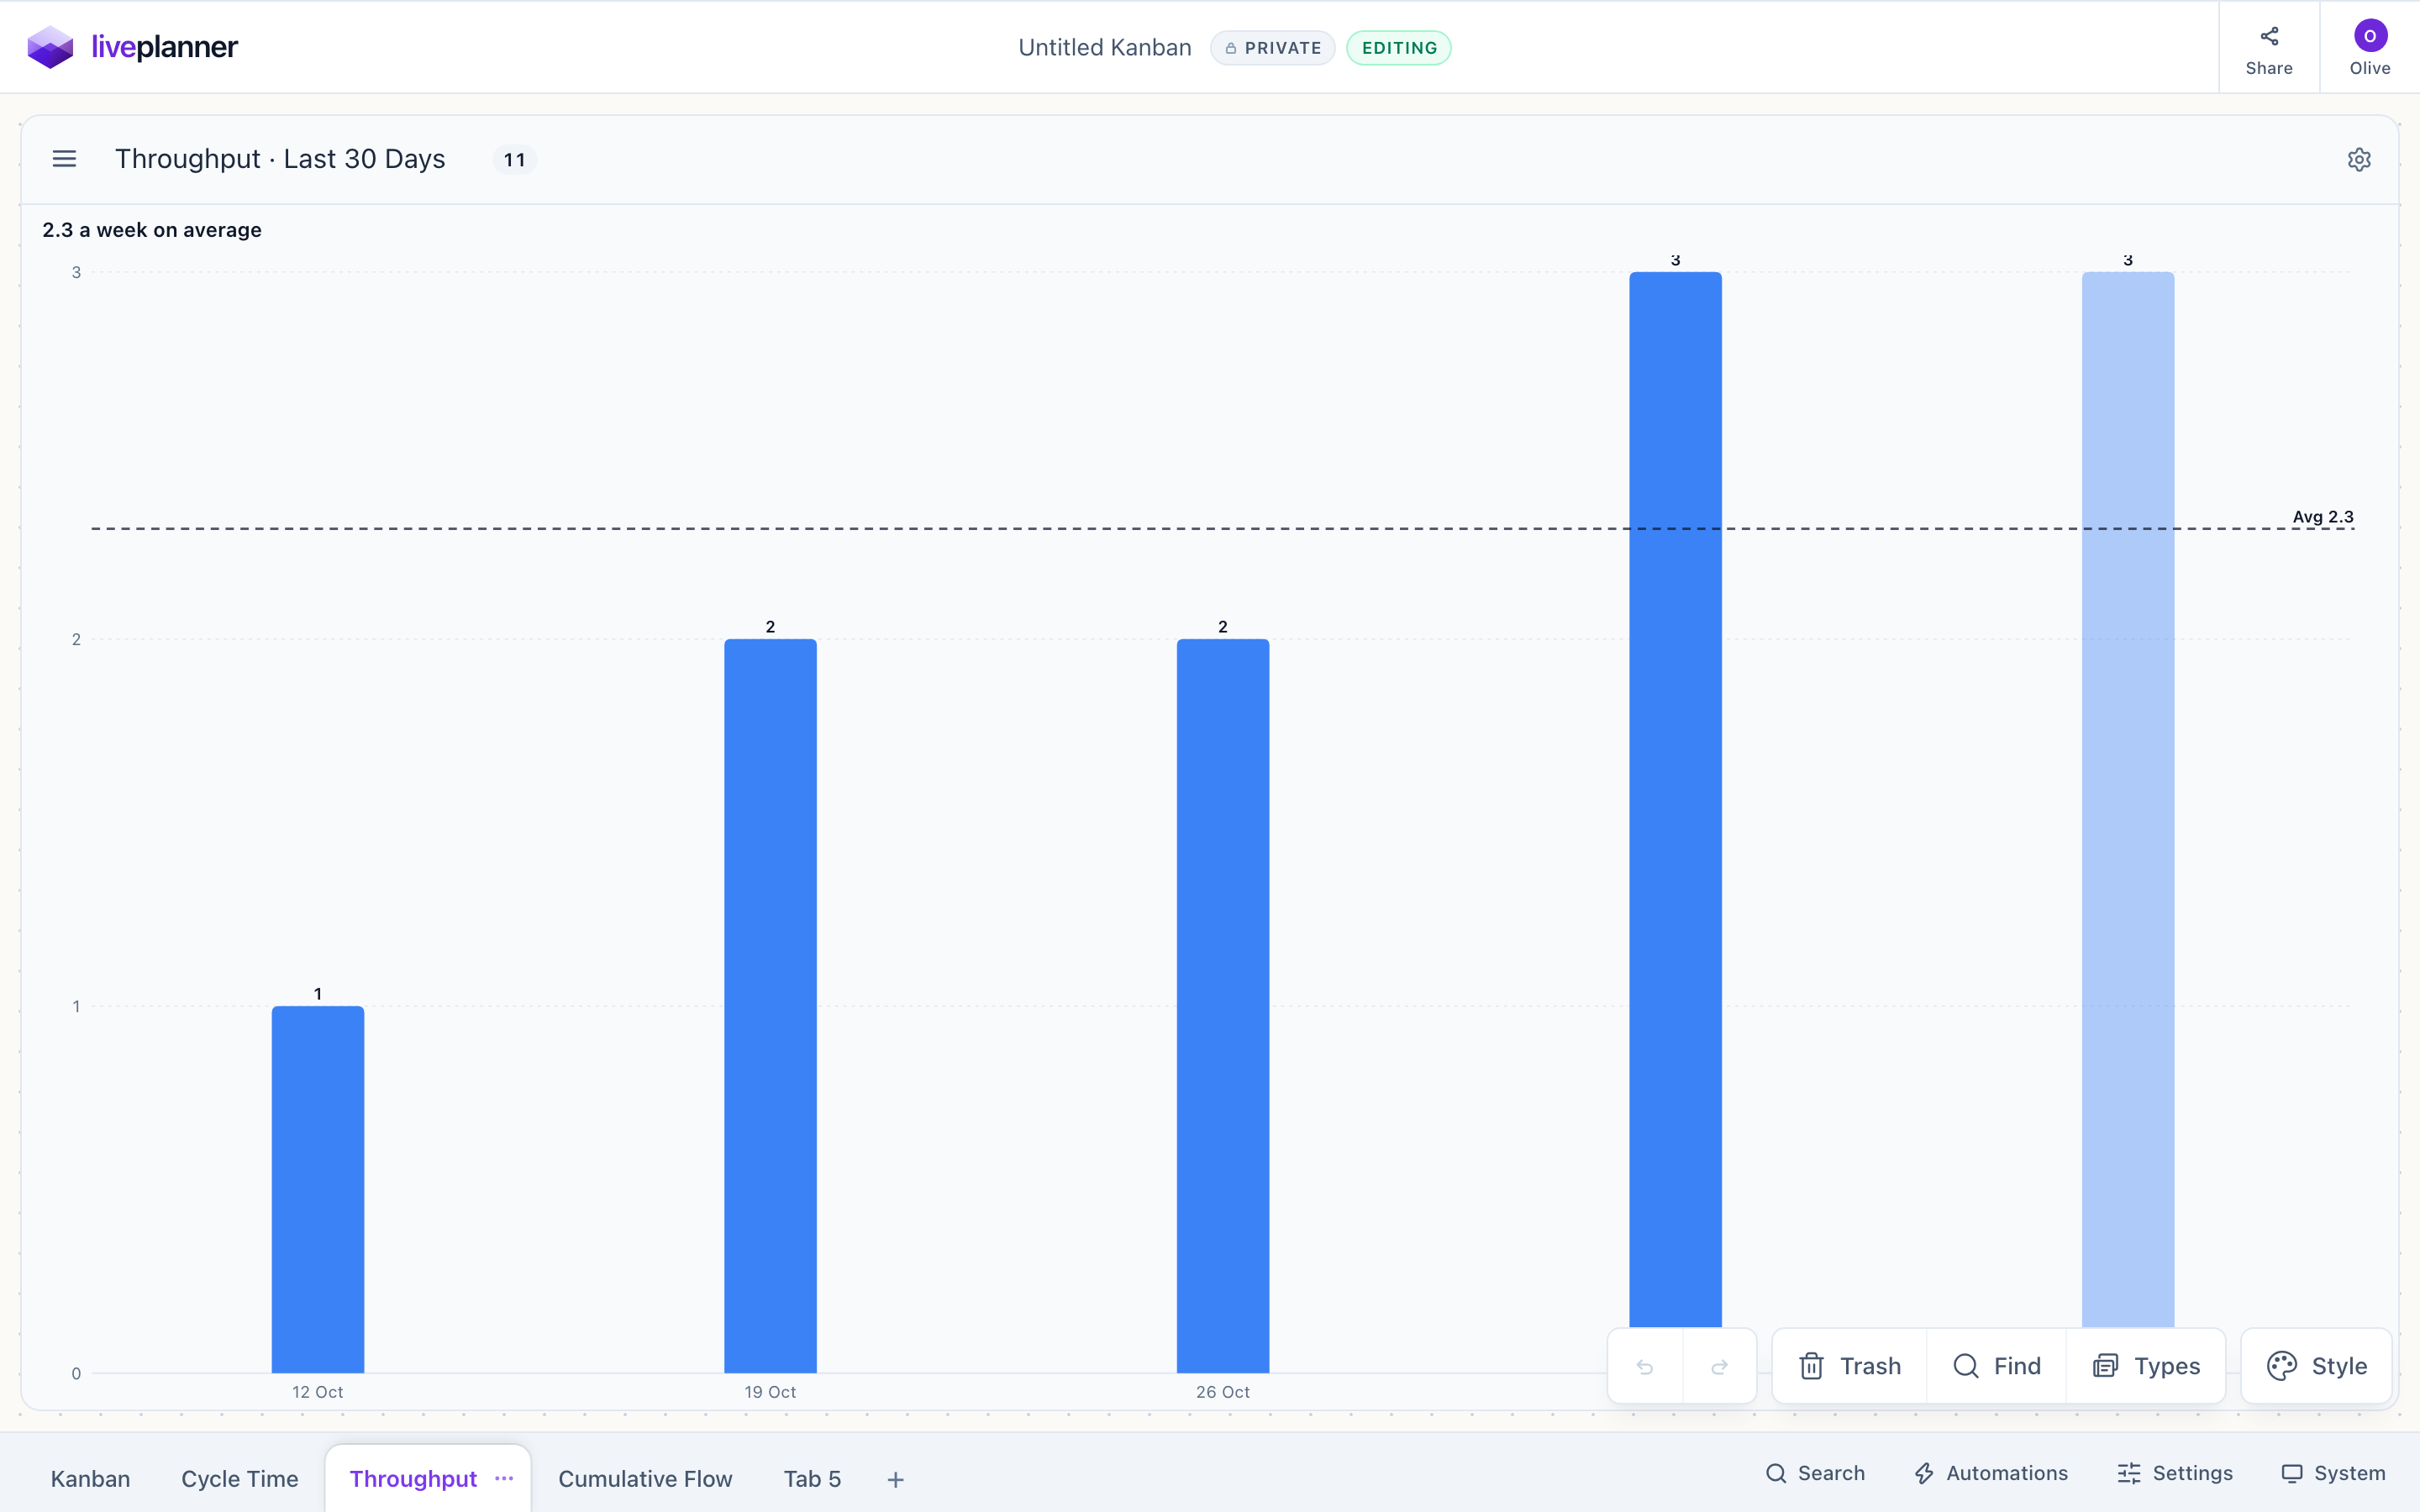 liveplanner
Untitled Kanban PRIVATE EDITING
Share
O
Olive
Throughput · Last 30 Days 11
2.3 a week on average
3
3
3
Avg 2.3
2
2
2
1
1
0
12 Oct 19 Oct 26 Oct
Trash Find Types Style
Kanban Cycle Time Throughput Cumulative Flow Tab 5
Search Automations Settings System